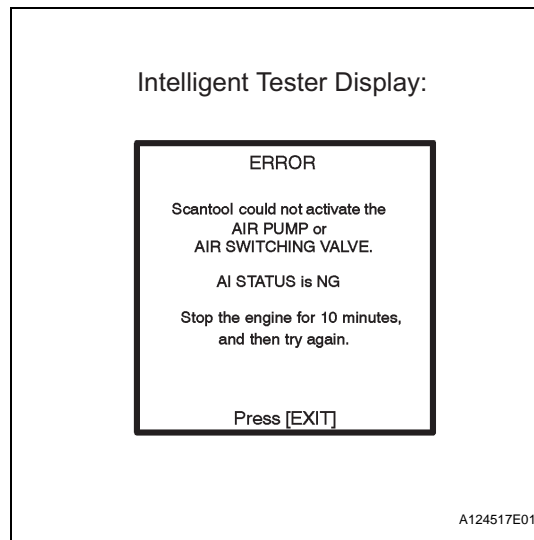 Intelligent Tester Display:
ERROR
Scantool could not activate the
AIR PUMP or
AIR SWITCHING VALVE.
AI STATUS is NG
Stop the engine for 10 minutes,
and then try again.
Press [EXIT]
A124517E01